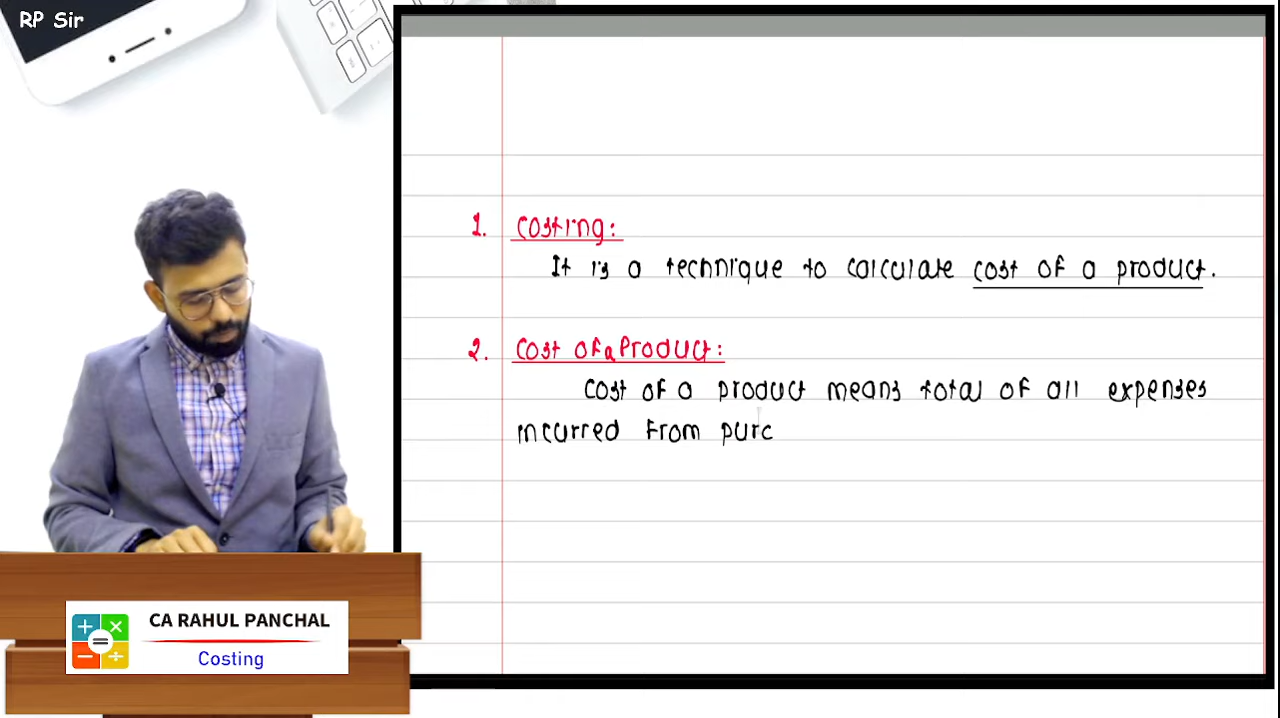 RP Sir
1. Costing:
It is a technique to calculate cost of a product.
2. Cost of a Product:
Cost of a product means total of all expenses
incurred from purc
CA RAHUL PANCHAL
Costing